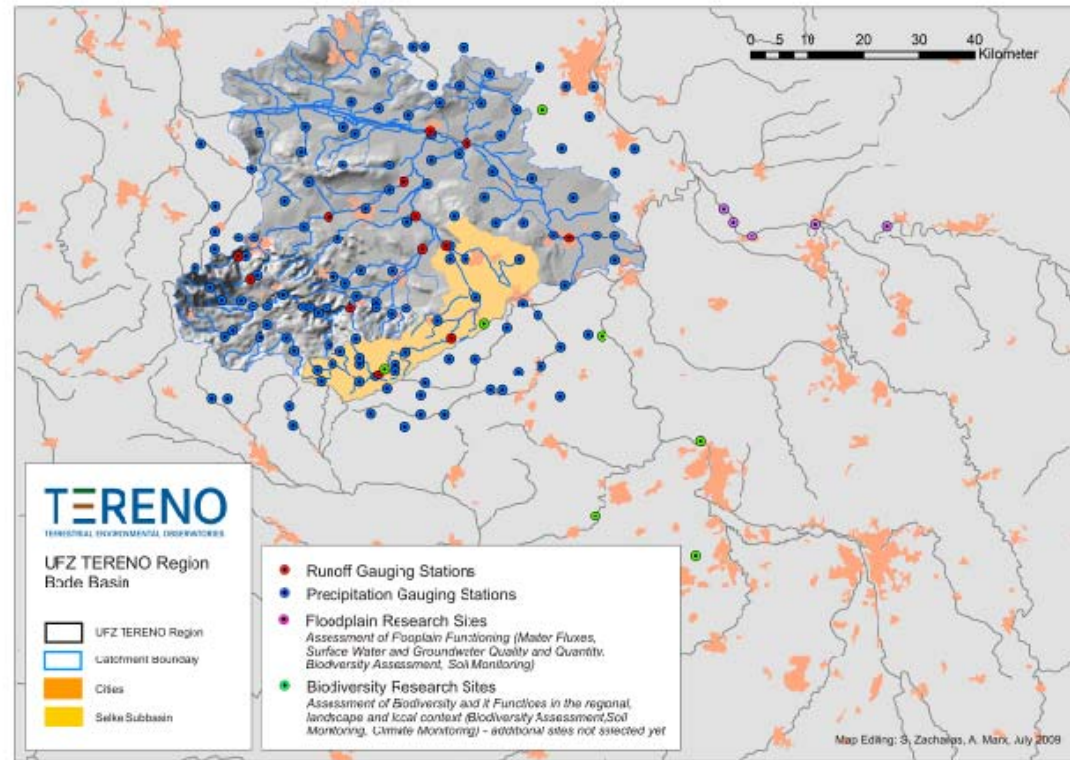 0 5 10 20 30 40
Kilometer
TERENO
TERRESTRIAL ENVIRONMENTAL OBSERVATORIES
UFZ TERENO Region
Bode Basin
UFZ TERENO Region
Catchment Boundary
Cities
Selke Subbasin
Runoff Gauging Stations
Precipitation Gauging Stations
Floodplain Research Sites
Assessment of Flooplain Functioning (Mater Fluxes,
Surface Water and Groundwater Quality and Quantity,
Biodiversity Assessment, Soil Monitoring)
Biodiversity Research Sites
Assessment of Biodiversity and it Functions in the regional,
landscape and local context (Biodiversity Assessment,Soil
Monitoring, Climate Monitoring) - additional sites not selected yet
Map Editing: S. Zacharias, A. Marx, July 2009